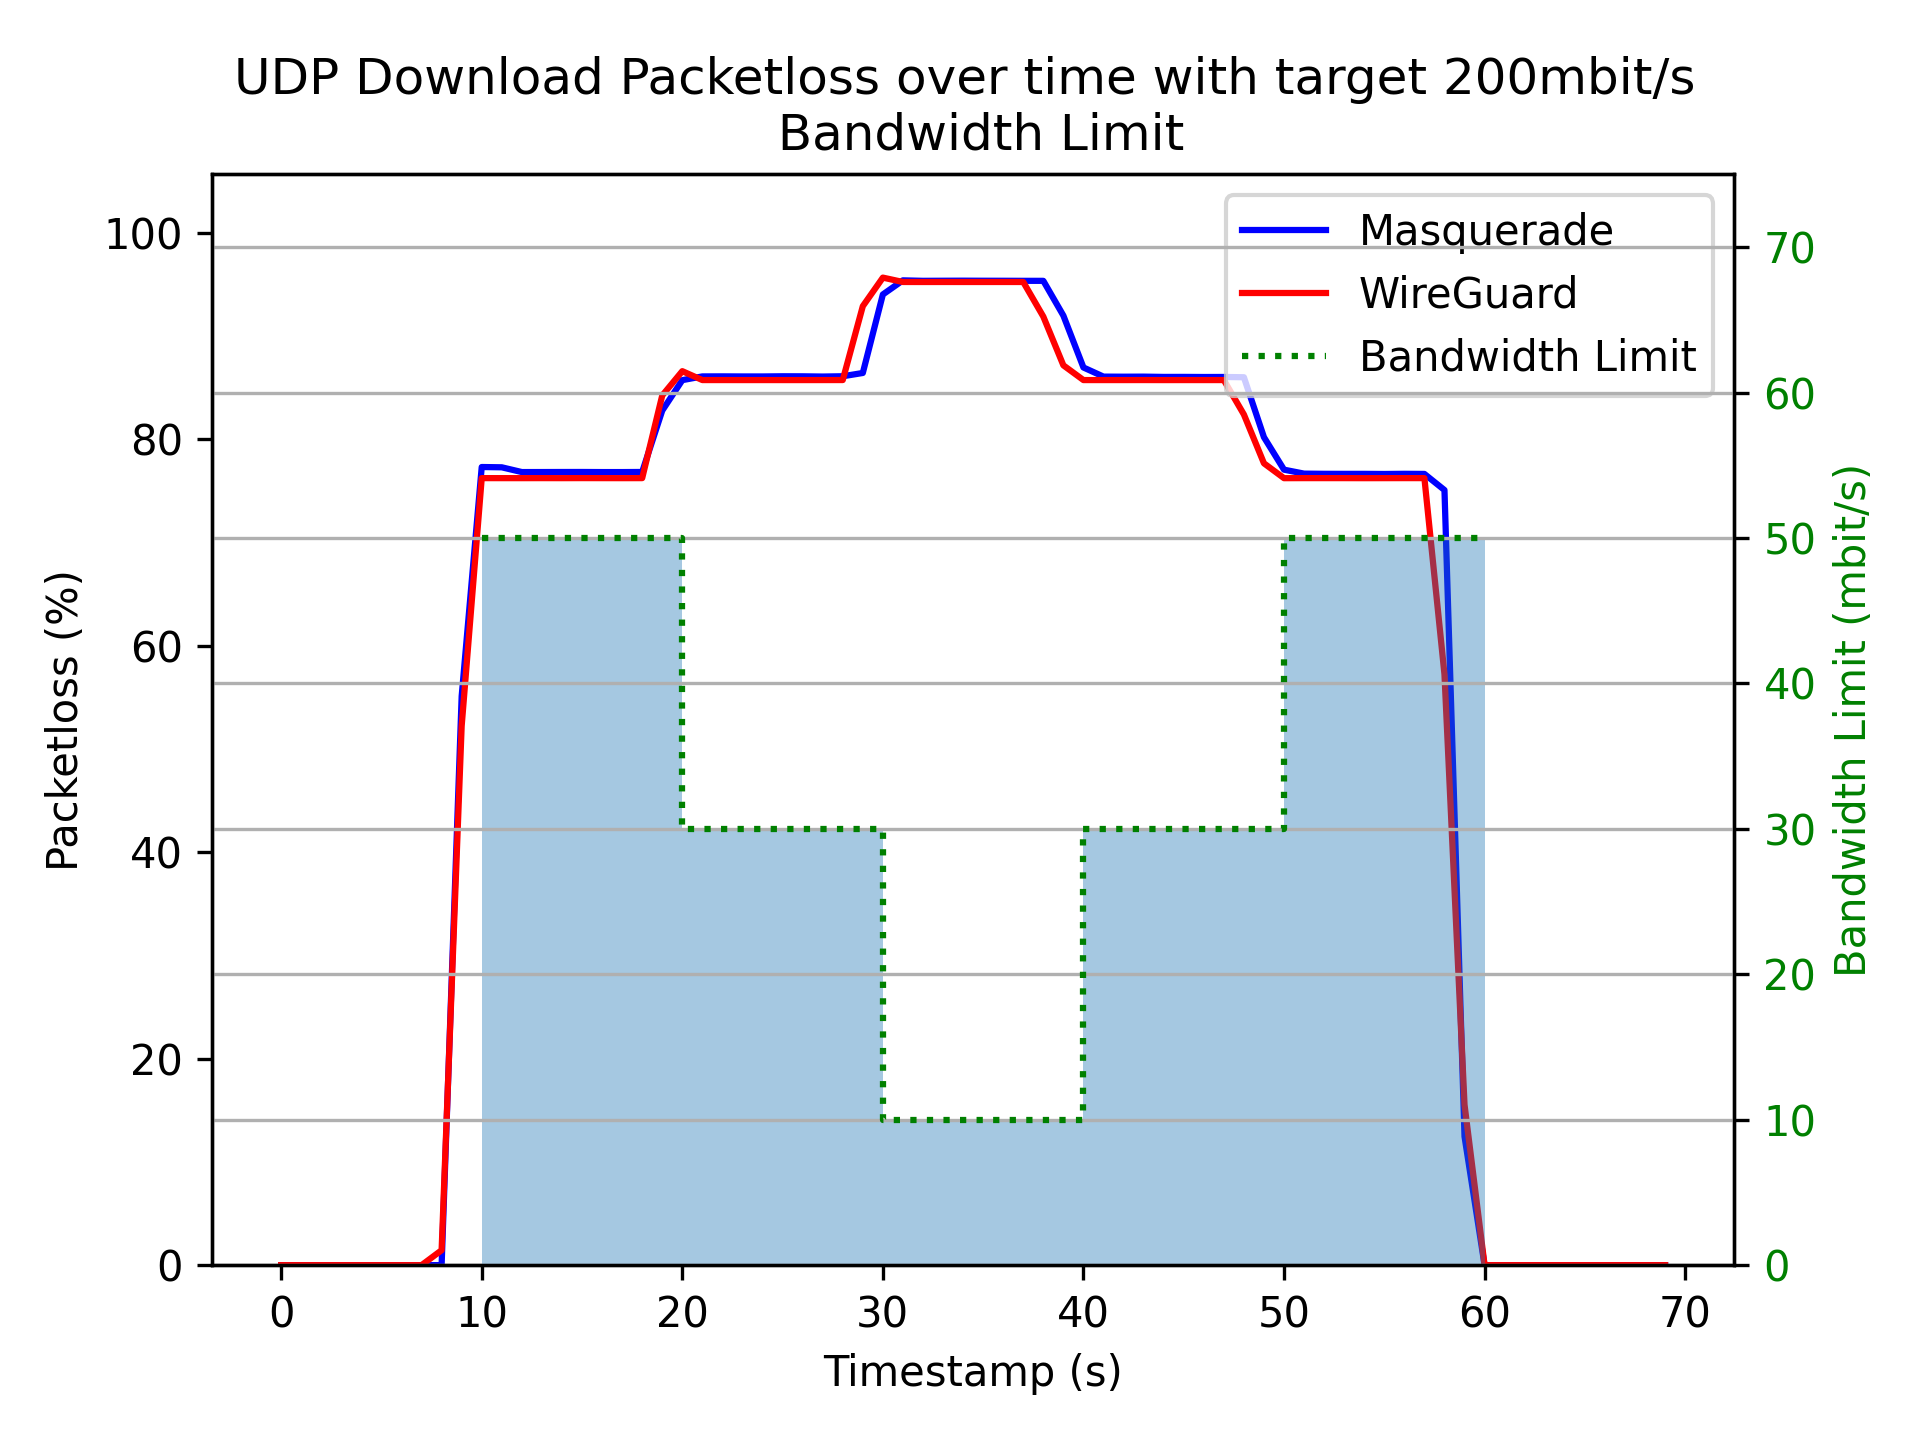 UDP Download Packetloss over time with target 200mbit/s
Bandwidth Limit
Masquerade
WireGuard
Bandwidth Limit
Packetloss (%)
100
80
60
40
20
0
70
60
50
40
30
20
10
0
Bandwidth Limit (mbit/s)
0 10 20 30 40 50 60 70
Timestamp (s)